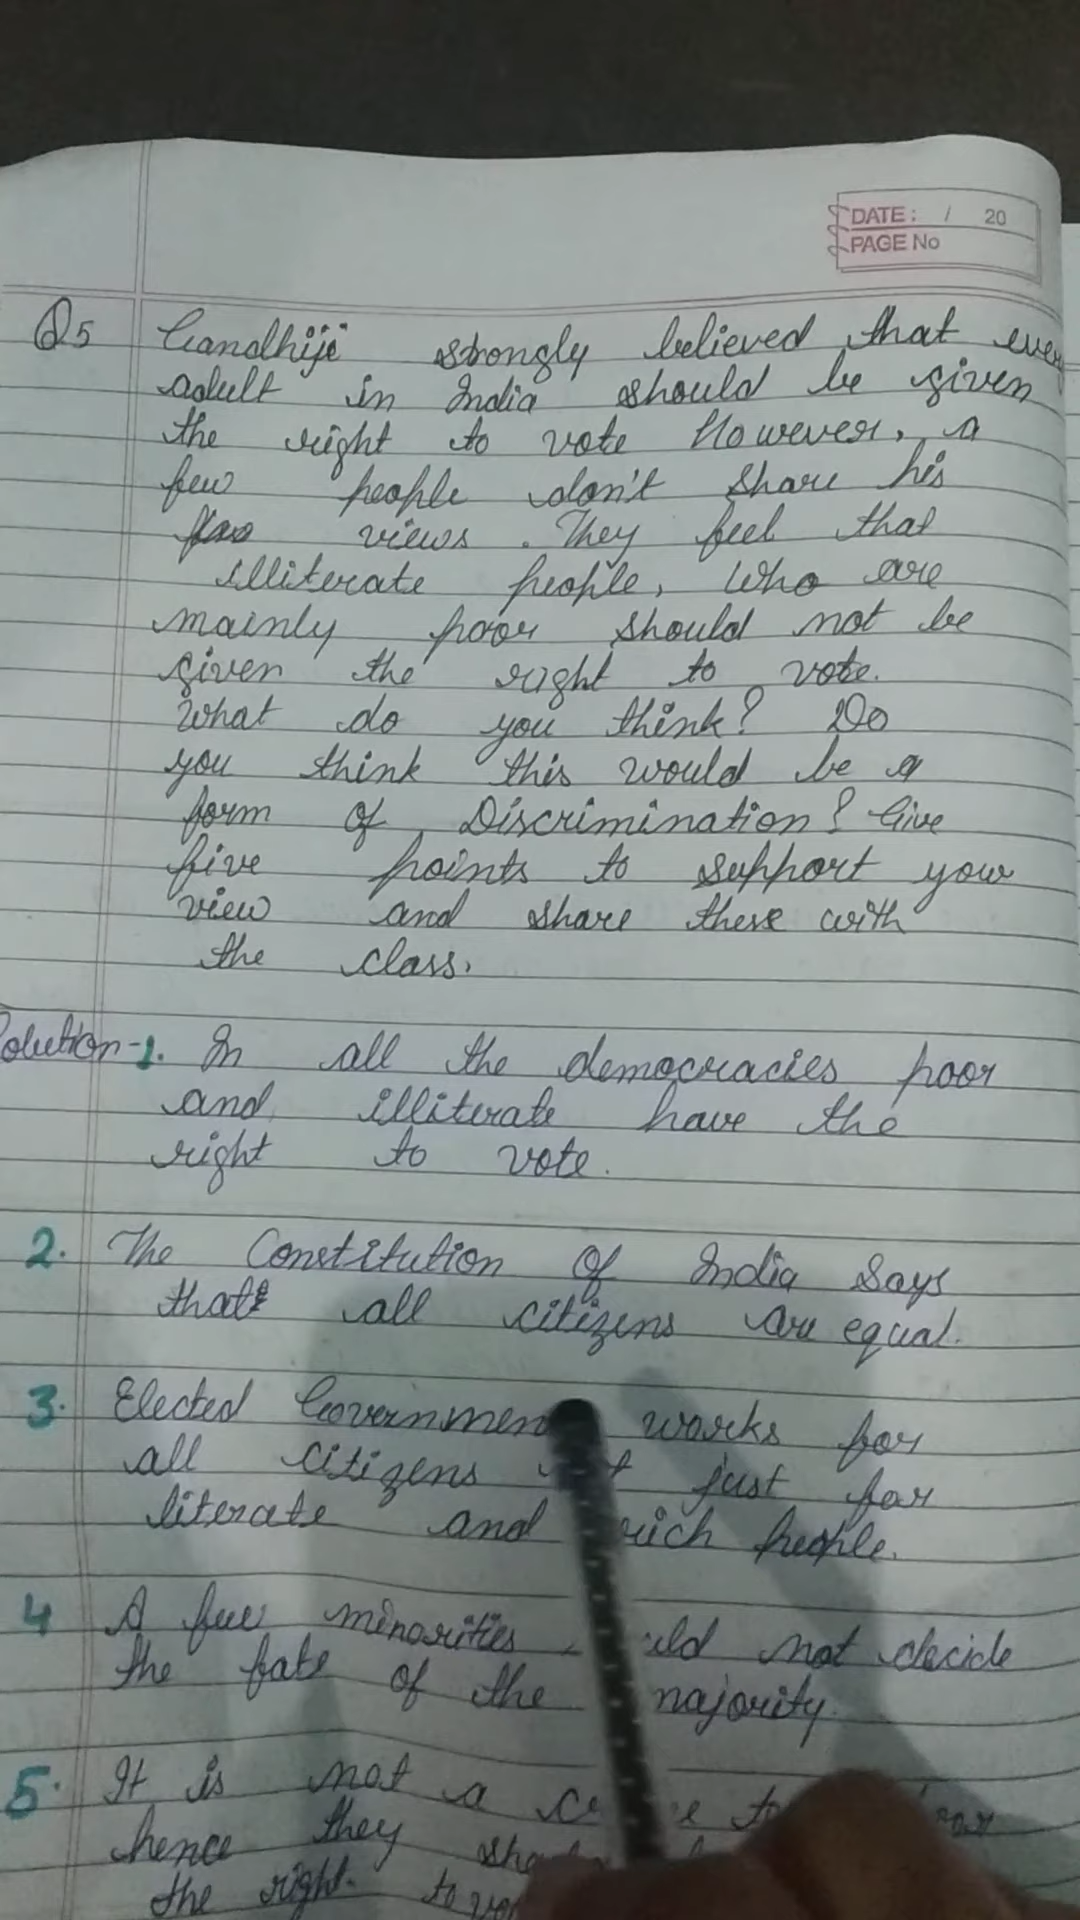 DATE: / 20
PAGE No
Q5 Gandhiji strongly believed that every
adult in India should be given
the right to vote However, a
few people don't share his
views. They feel that
illiterate people, who are
mainly poor should not be
given the right to vote.
What do you think? Do
you think this would be a
form of Discrimination? Give
five points to support your
view and share these with
the class.
Solution-1. In all the democracies poor
and illiterate have the
right to vote.
2. The Constitution Of India Says
that all citizens are equal.
3. Elected Government works for
all citizens just for
literate and rich people.
4 A few minorities not decide
the fate of the majority.
5. It is not a
hence they
the right. to